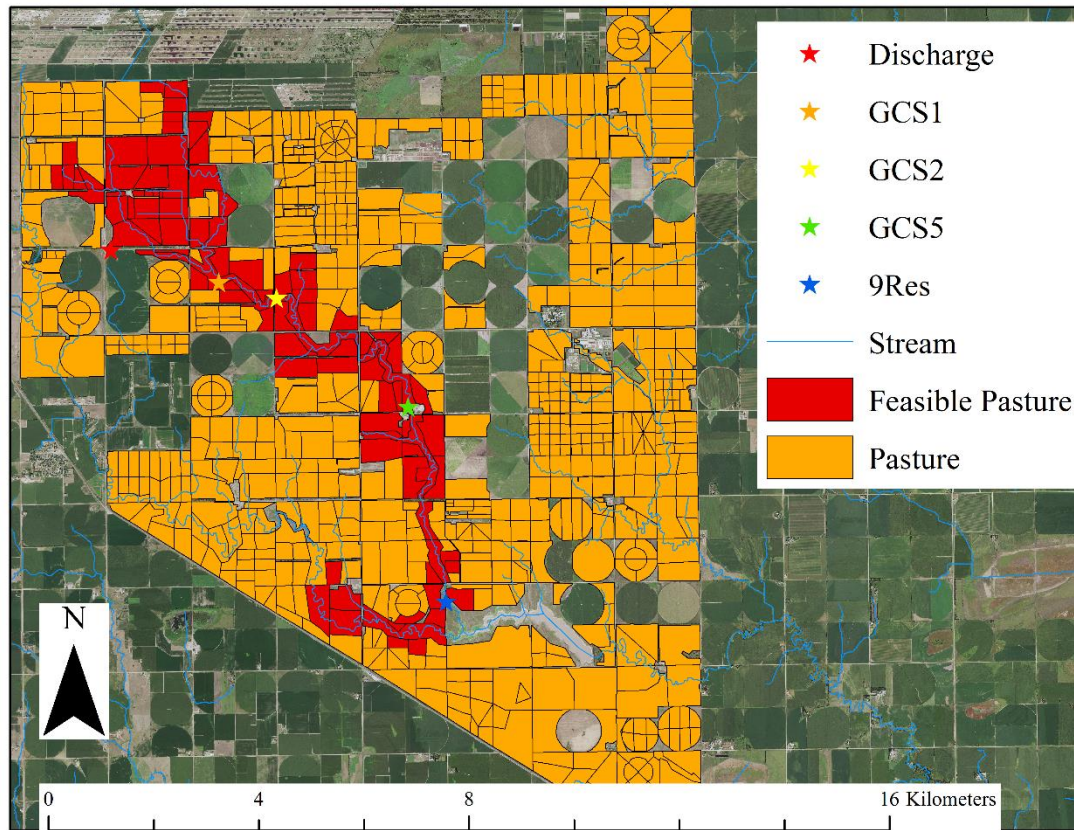 Discharge
GCS1
GCS2
GCS5
9Res
Stream
Feasible Pasture
Pasture
N
0 4 8 16 Kilometers